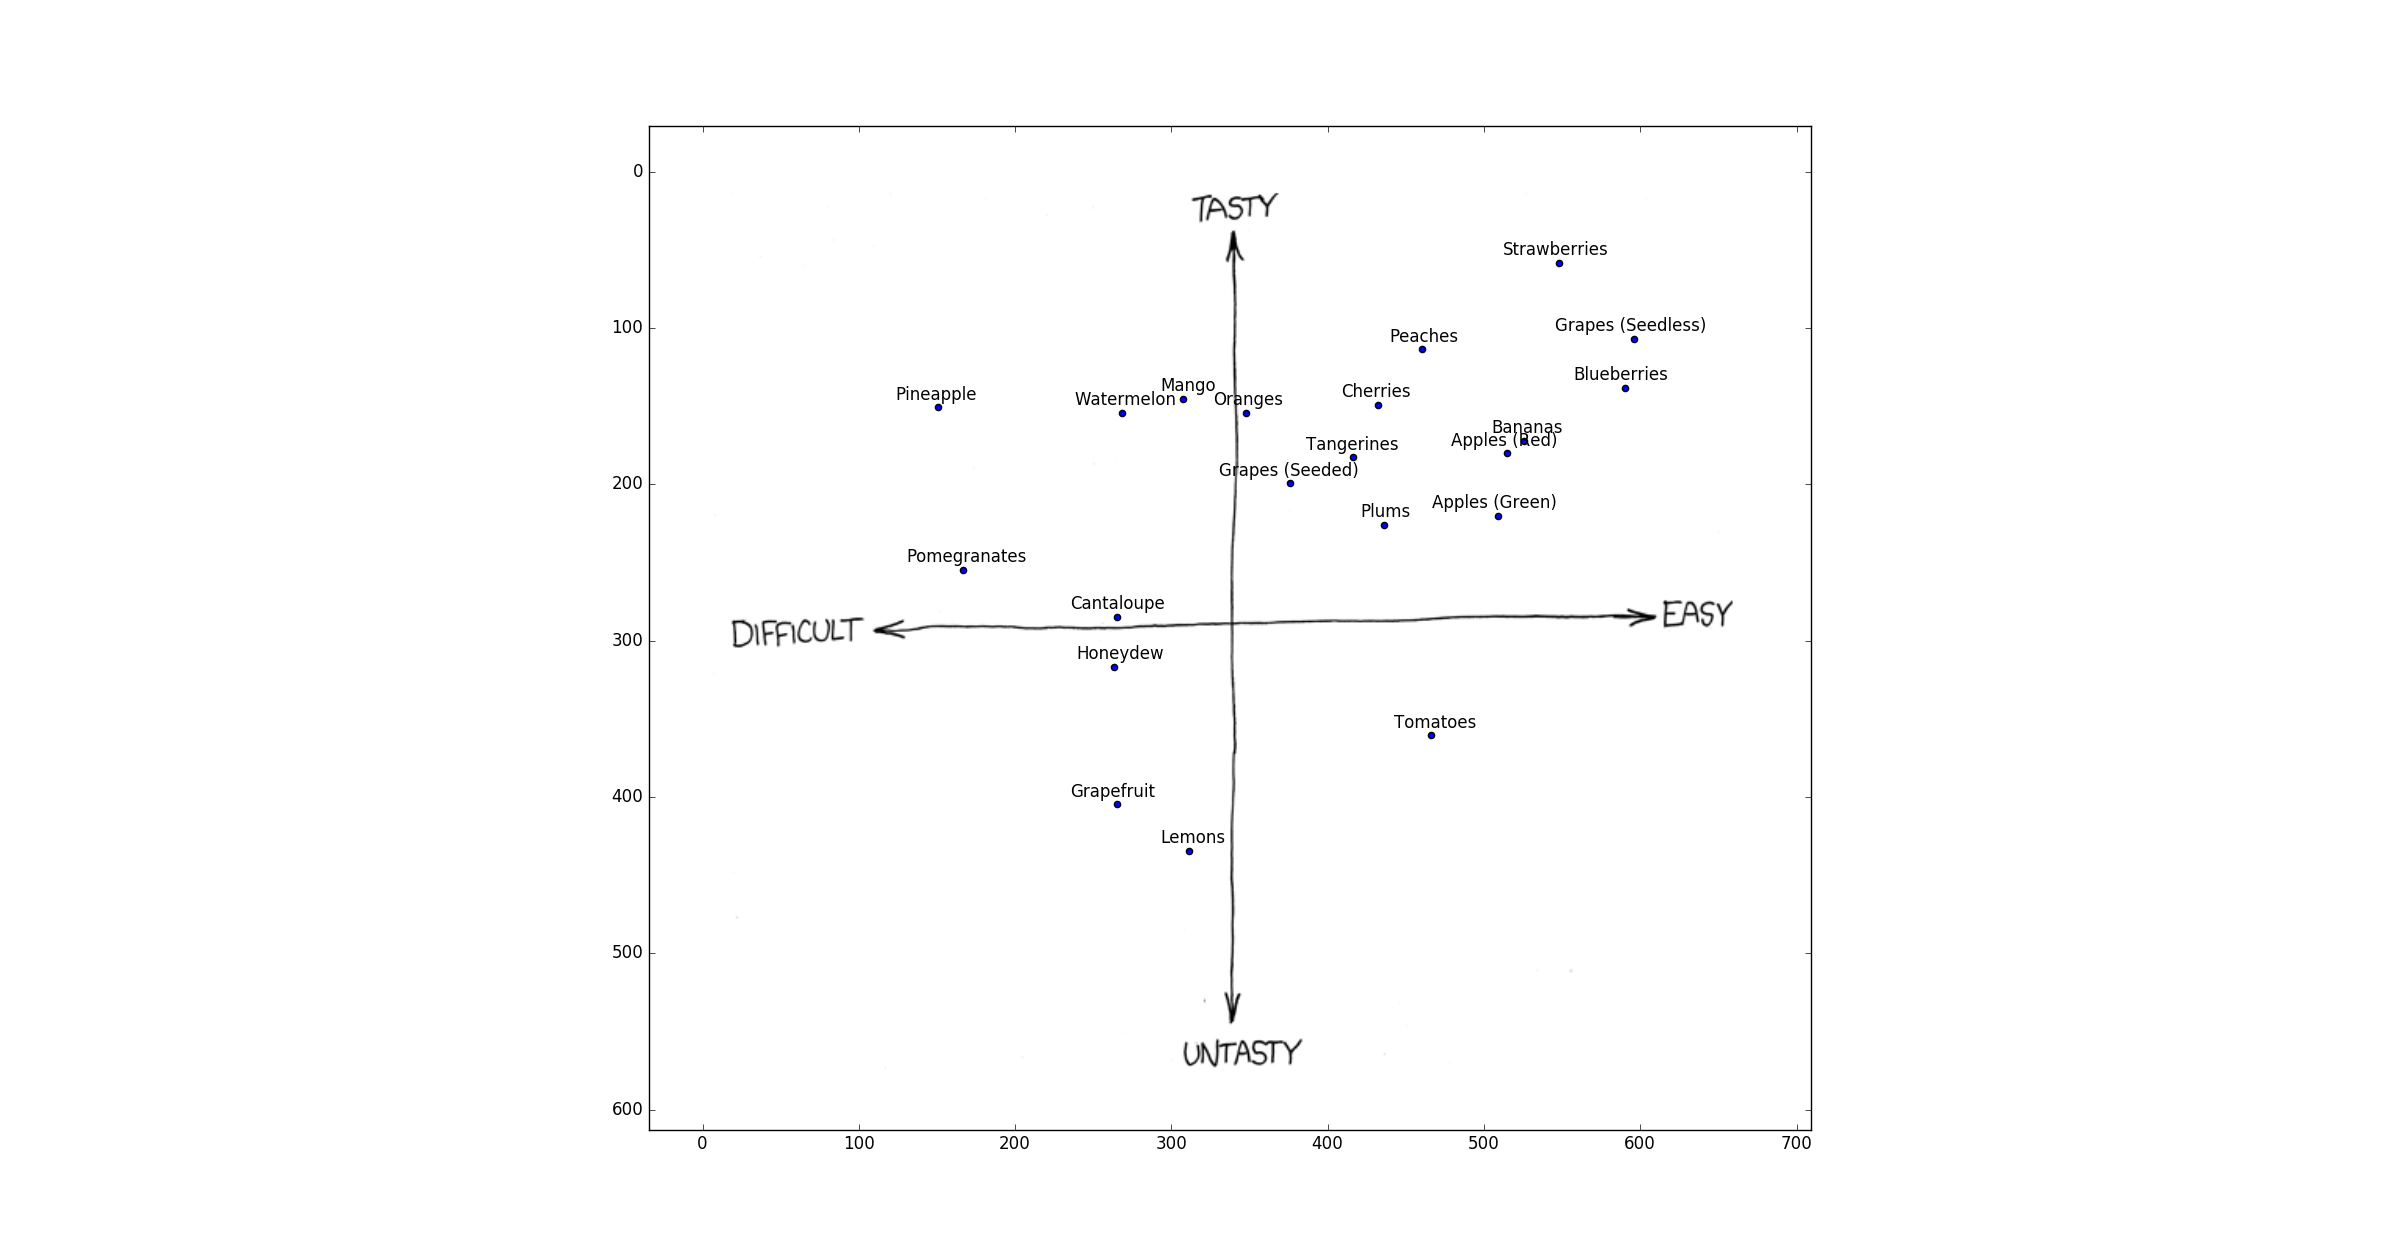 0
TASTY
Strawberries
100
Grapes (Seedless)
Peaches
Blueberries
Mango
Pineapple
Watermelon
Oranges
Cherries
Bananas
Apples (Red)
Tangerines
Grapes (Seeded)
200
Apples (Green)
Plums
Pomegranates
Cantaloupe
DIFFICULT
EASY
300
Honeydew
Tomatoes
Grapefruit
400
Lemons
500
UNTASTY
600
0 100 200 300 400 500 600 700